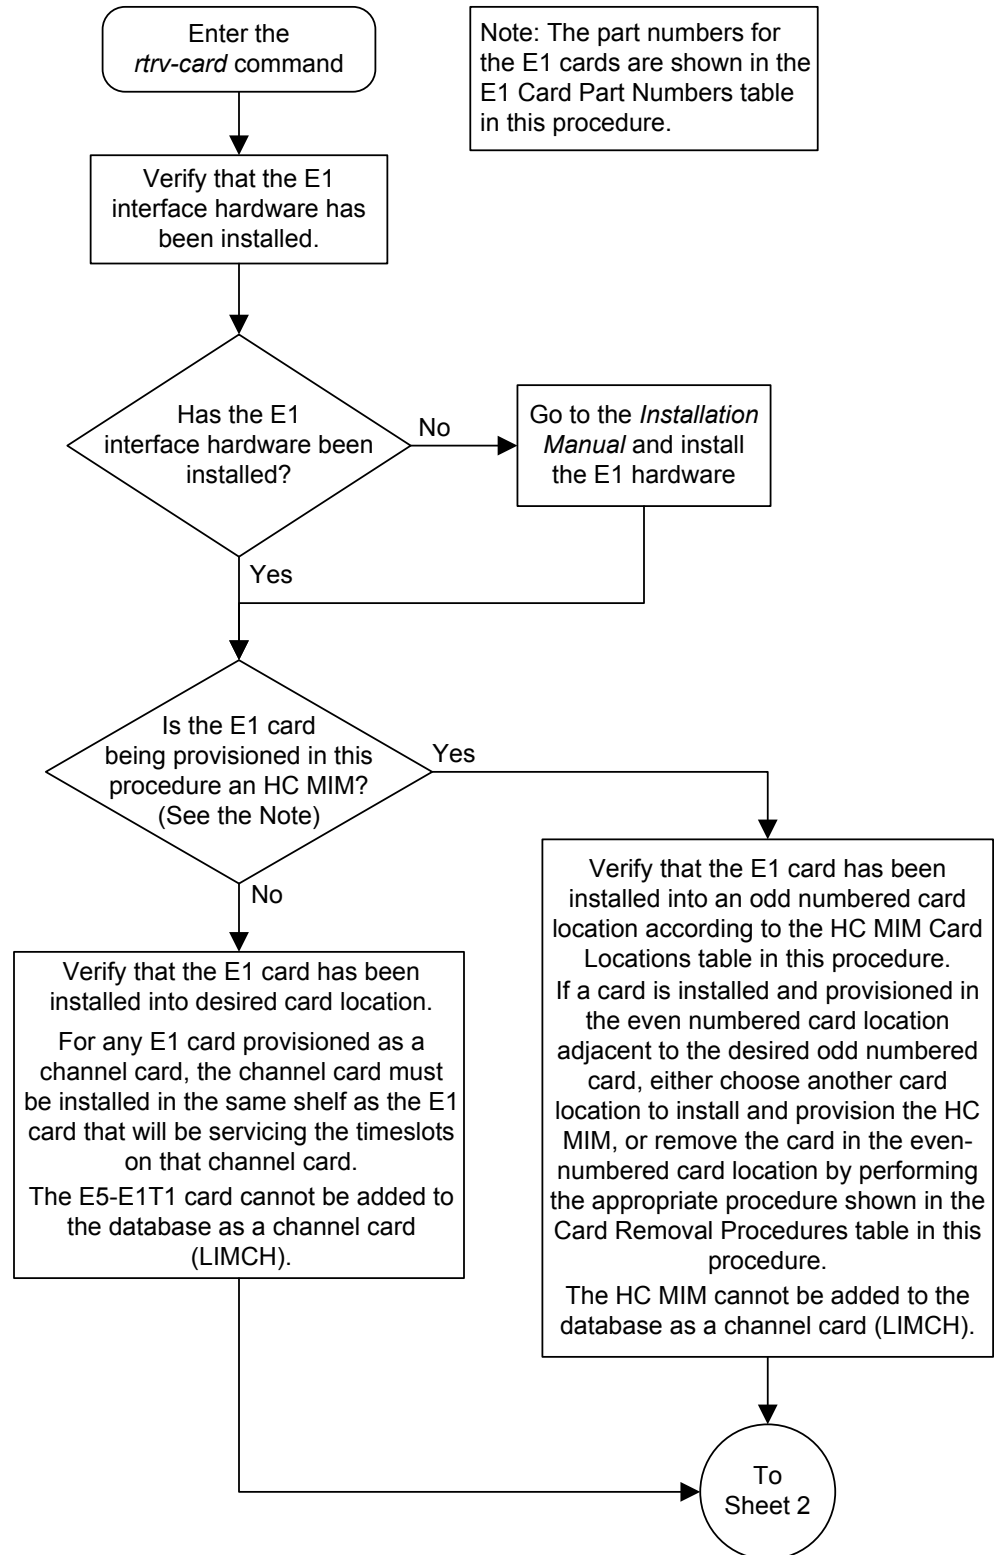 Enter the
rtrv-card command
Note: The part numbers for
the E1 cards are shown in the
E1 Card Part Numbers table
in this procedure.
Verify that the E1
interface hardware has
been installed.
Has the E1
interface hardware been
installed?
No
Go to the Installation
Manual and install
the E1 hardware
Yes
Is the E1 card
being provisioned in this
procedure an HC MIM?
(See the Note)
Yes
No
Verify that the E1 card has been
installed into desired card location.
For any E1 card provisioned as a
channel card, the channel card must
be installed in the same shelf as the E1
card that will be servicing the timeslots
on that channel card.
The E5-E1T1 card cannot be added to
the database as a channel card
(LIMCH).
Verify that the E1 card has been
installed into an odd numbered card
location according to the HC MIM Card
Locations table in this procedure.
If a card is installed and provisioned in
the even numbered card location
adjacent to the desired odd numbered
card, either choose another card
location to install and provision the HC
MIM, or remove the card in the even-
numbered card location by performing
the appropriate procedure shown in the
Card Removal Procedures table in this
procedure.
The HC MIM cannot be added to the
database as a channel card (LIMCH).
To
Sheet 2